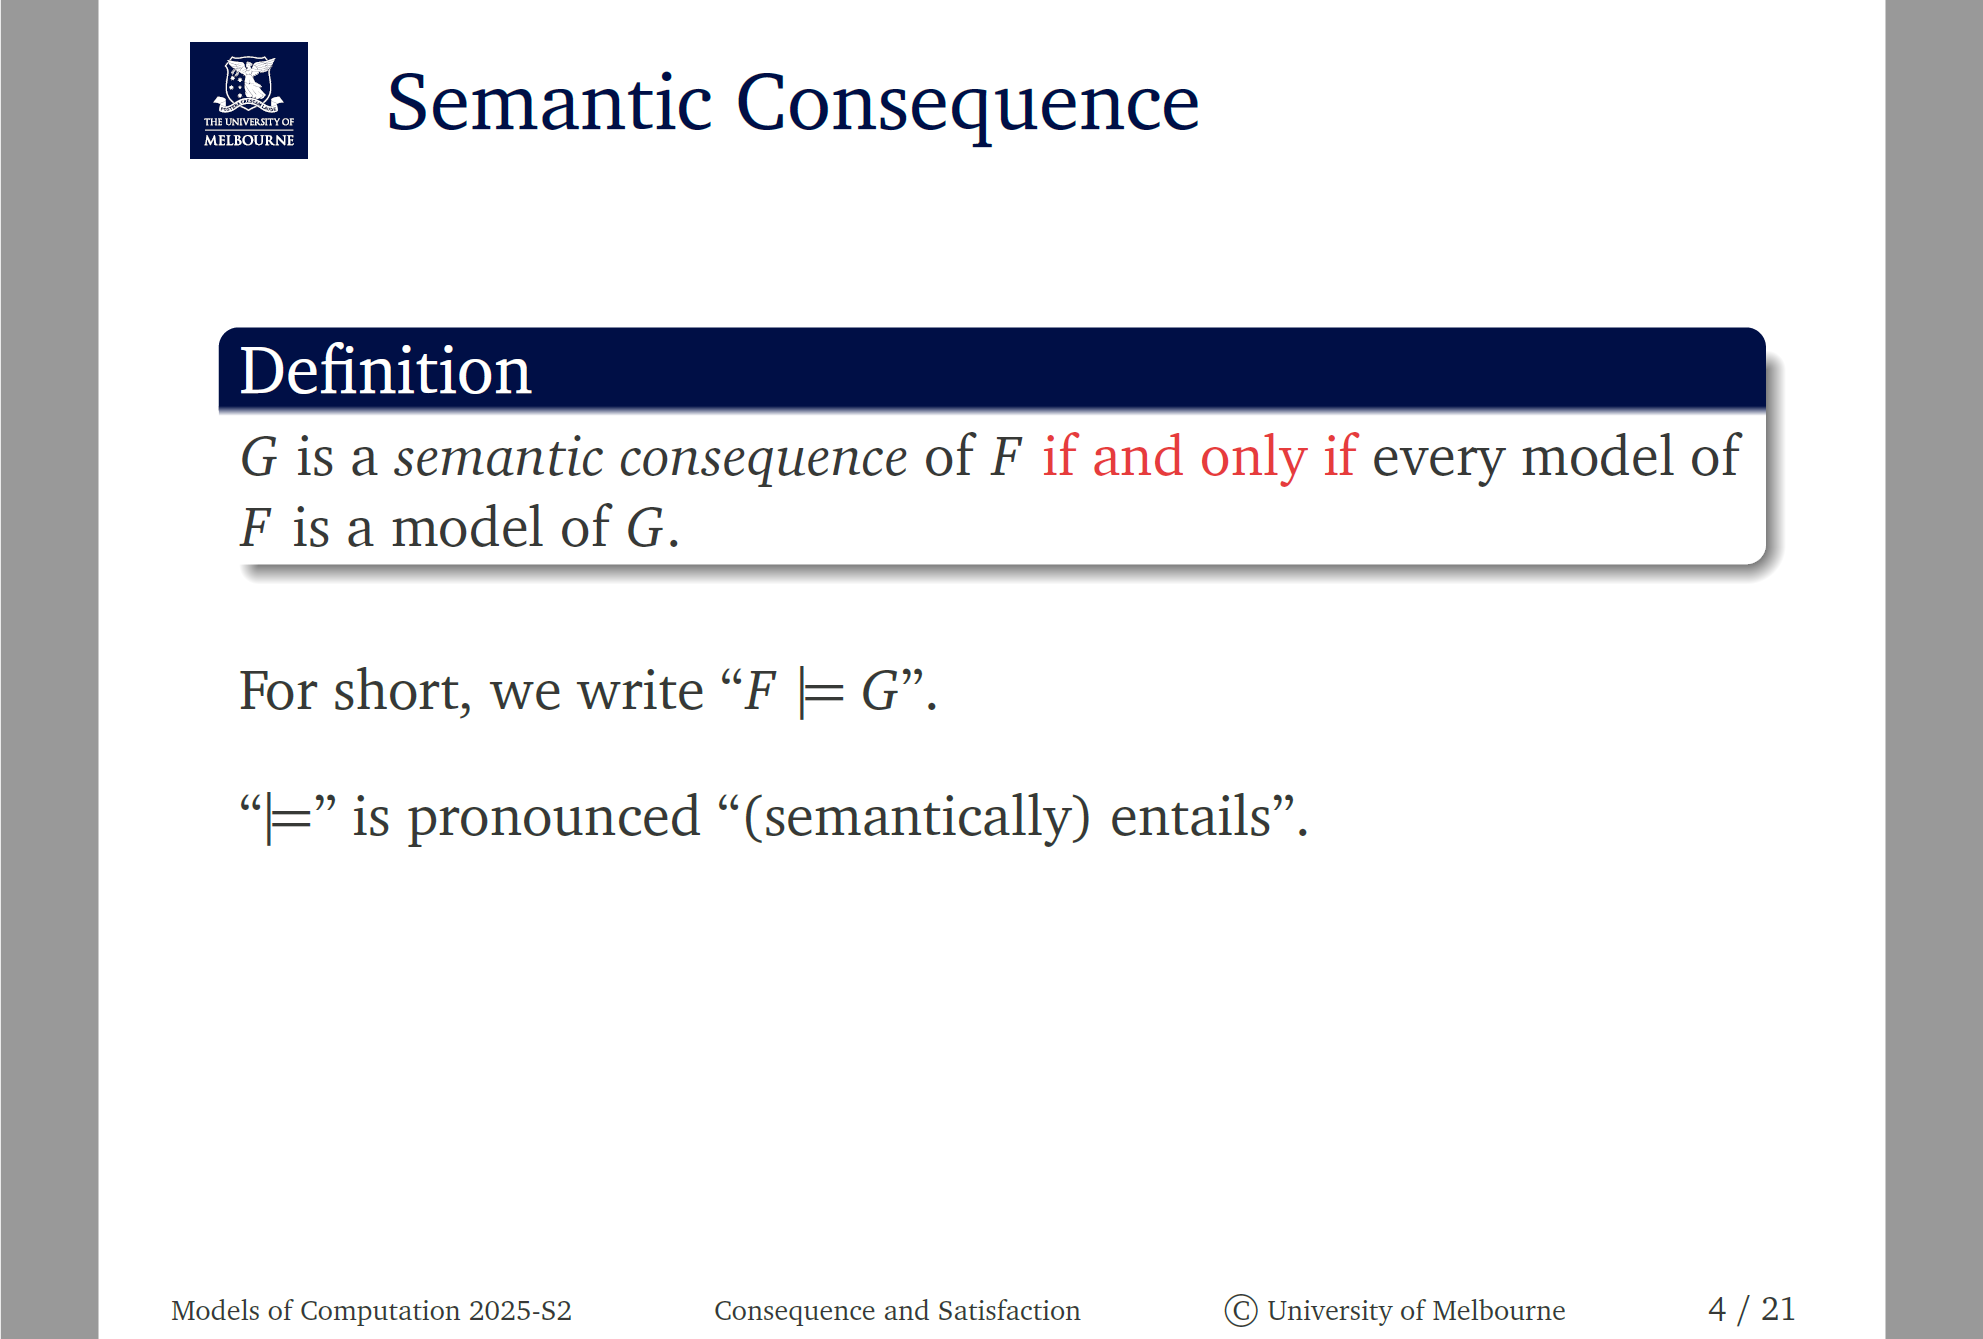 THE UNIVERSITY OF
MELBOURNE
Semantic Consequence
Definition
G is a semantic consequence of F if and only if every model of
F is a model of G.
For short, we write “F ⊨ G”.
“⊨” is pronounced “(semantically) entails”.
Models of Computation 2025-S2 Consequence and Satisfaction © University of Melbourne 4 / 21